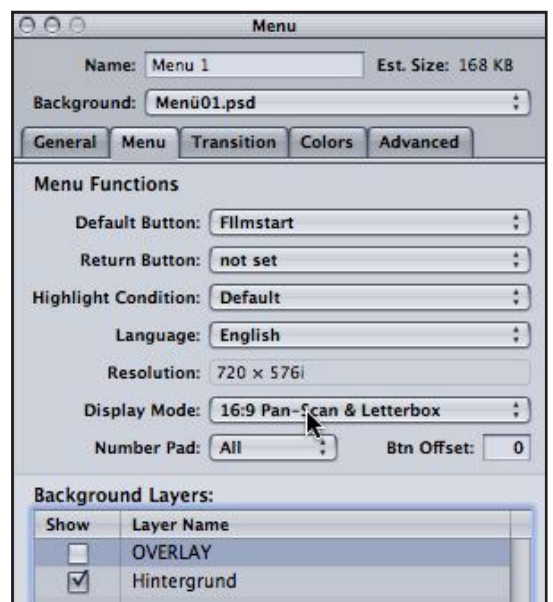 Menu
Name: Menu 1 Est. Size: 168 KB
Background: Menü01.psd
General Menu Transition Colors Advanced
Menu Functions
Default Button: FIlmstart
Return Button: not set
Highlight Condition: Default
Language: English
Resolution: 720 × 576i
Display Mode: 16:9 Pan-Scan & Letterbox
Number Pad: All Btn Offset: 0
Background Layers:
Show Layer Name
OVERLAY
Hintergrund